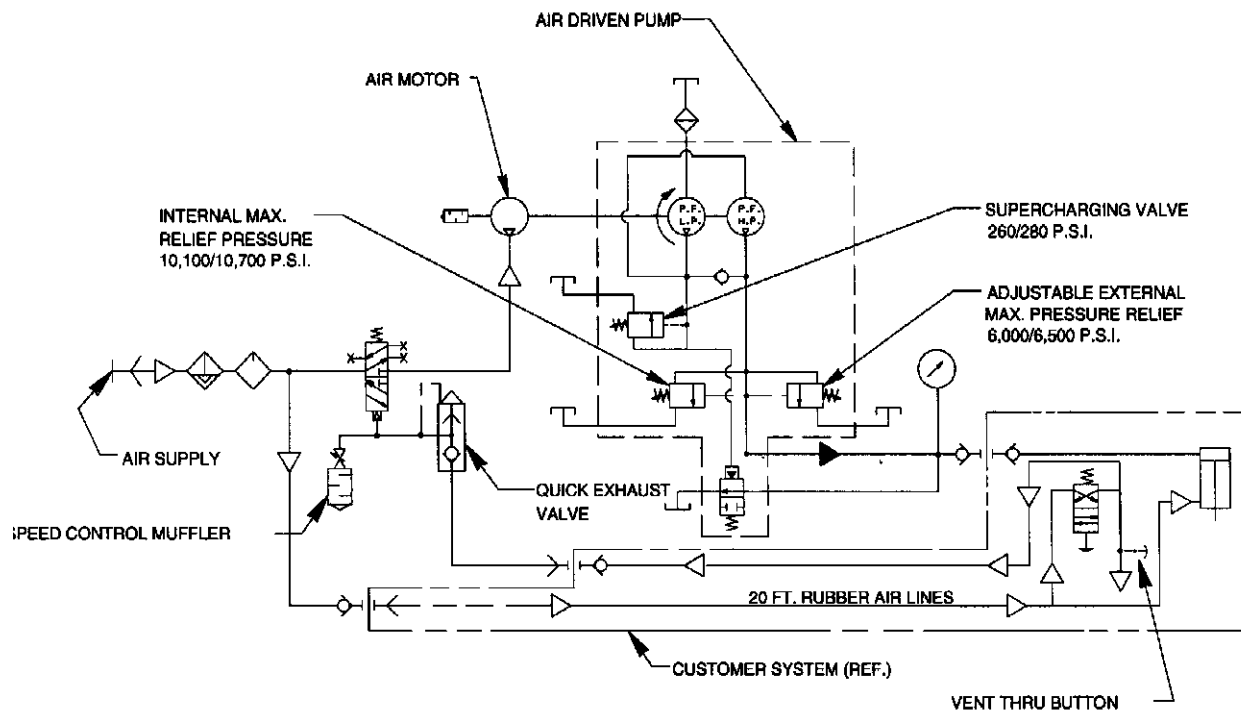 AIR DRIVEN PUMP
AIR MOTOR
INTERNAL MAX.
RELIEF PRESSURE
10,100/10,700 P.S.I.
P.F.
L.P.
P.F.
H.P.
SUPERCHARGING VALVE
260/280 P.S.I.
ADJUSTABLE EXTERNAL
MAX. PRESSURE RELIEF
6,000/6,500 P.S.I.
AIR SUPPLY
QUICK EXHAUST
VALVE
SPEED CONTROL MUFFLER
20 FT. RUBBER AIR LINES
CUSTOMER SYSTEM (REF.)
VENT THRU BUTTON